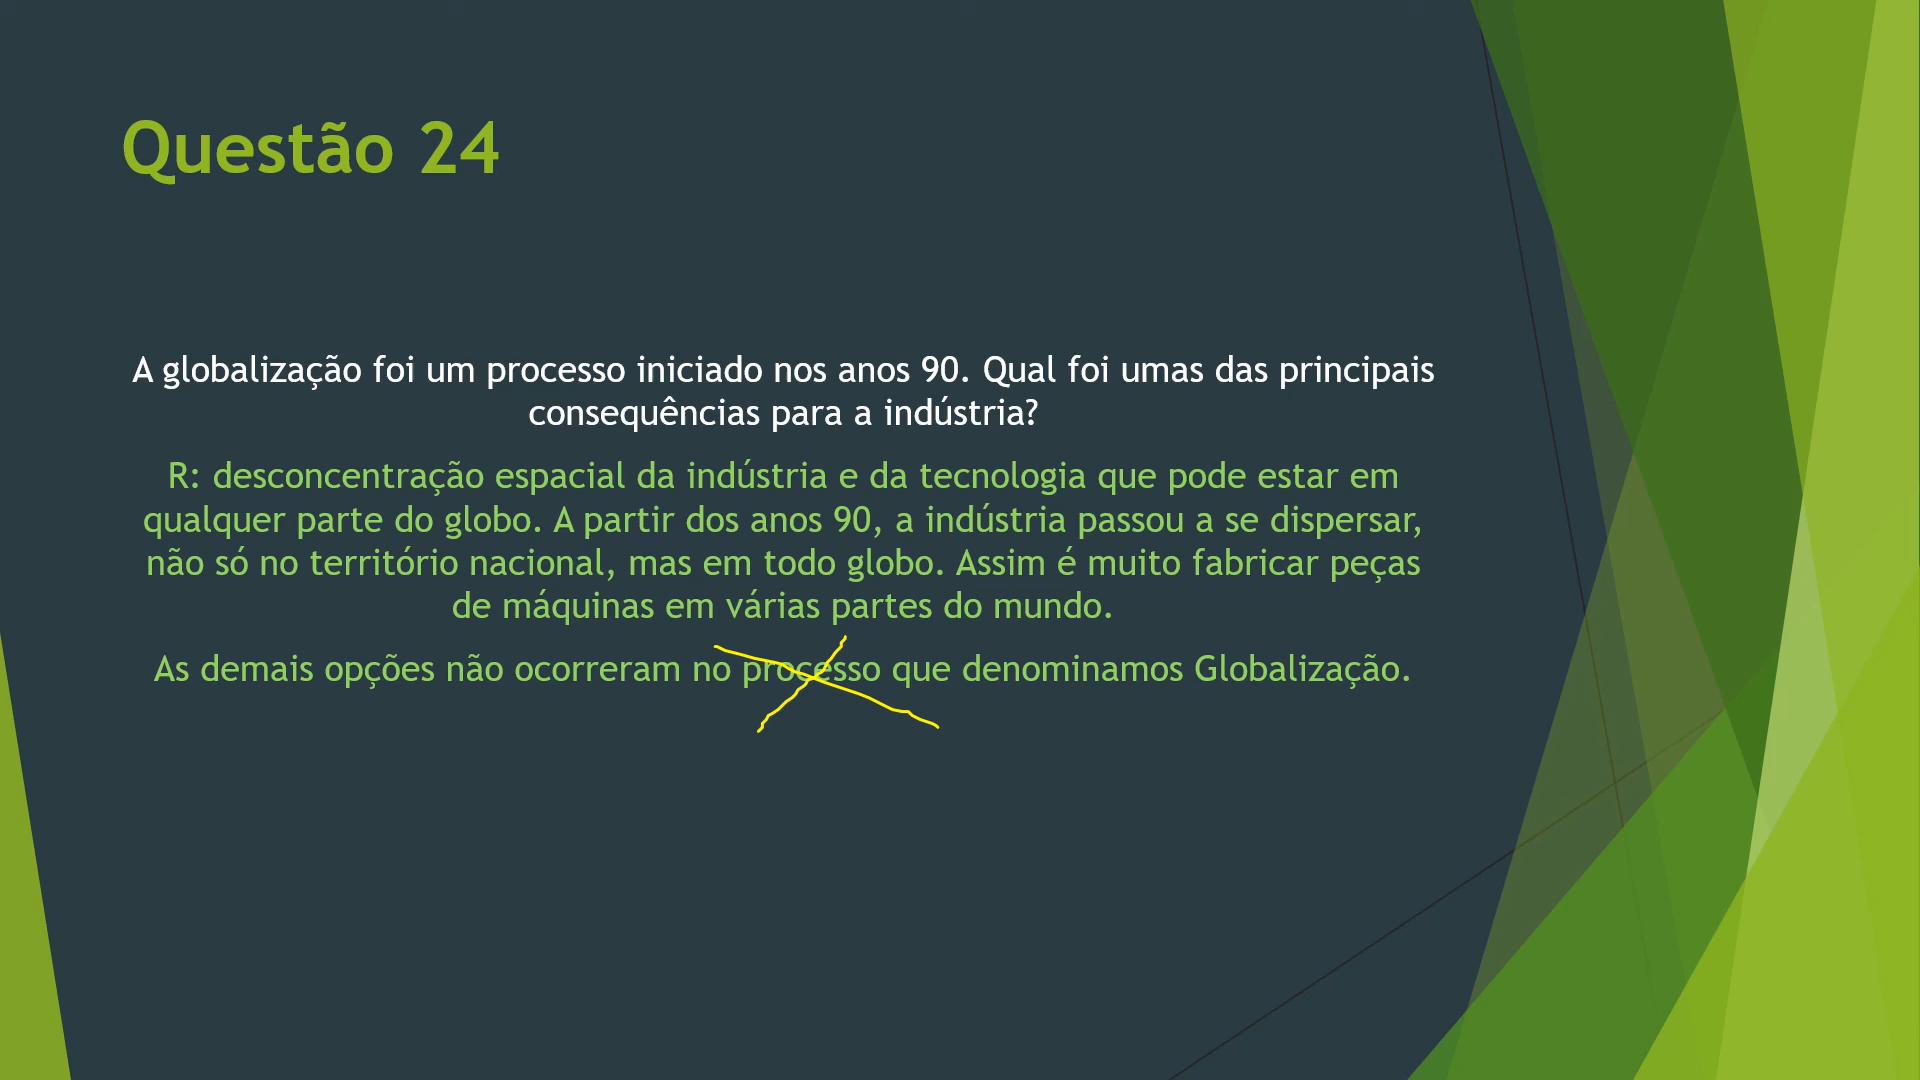 Questão 24
A globalização foi um processo iniciado nos anos 90. Qual foi umas das principais
consequências para a indústria?
R: desconcentração espacial da indústria e da tecnologia que pode estar em
qualquer parte do globo. A partir dos anos 90, a indústria passou a se dispersar,
não só no território nacional, mas em todo globo. Assim é muito fabricar peças
de máquinas em várias partes do mundo.
As demais opções não ocorreram no processo que denominamos Globalização.